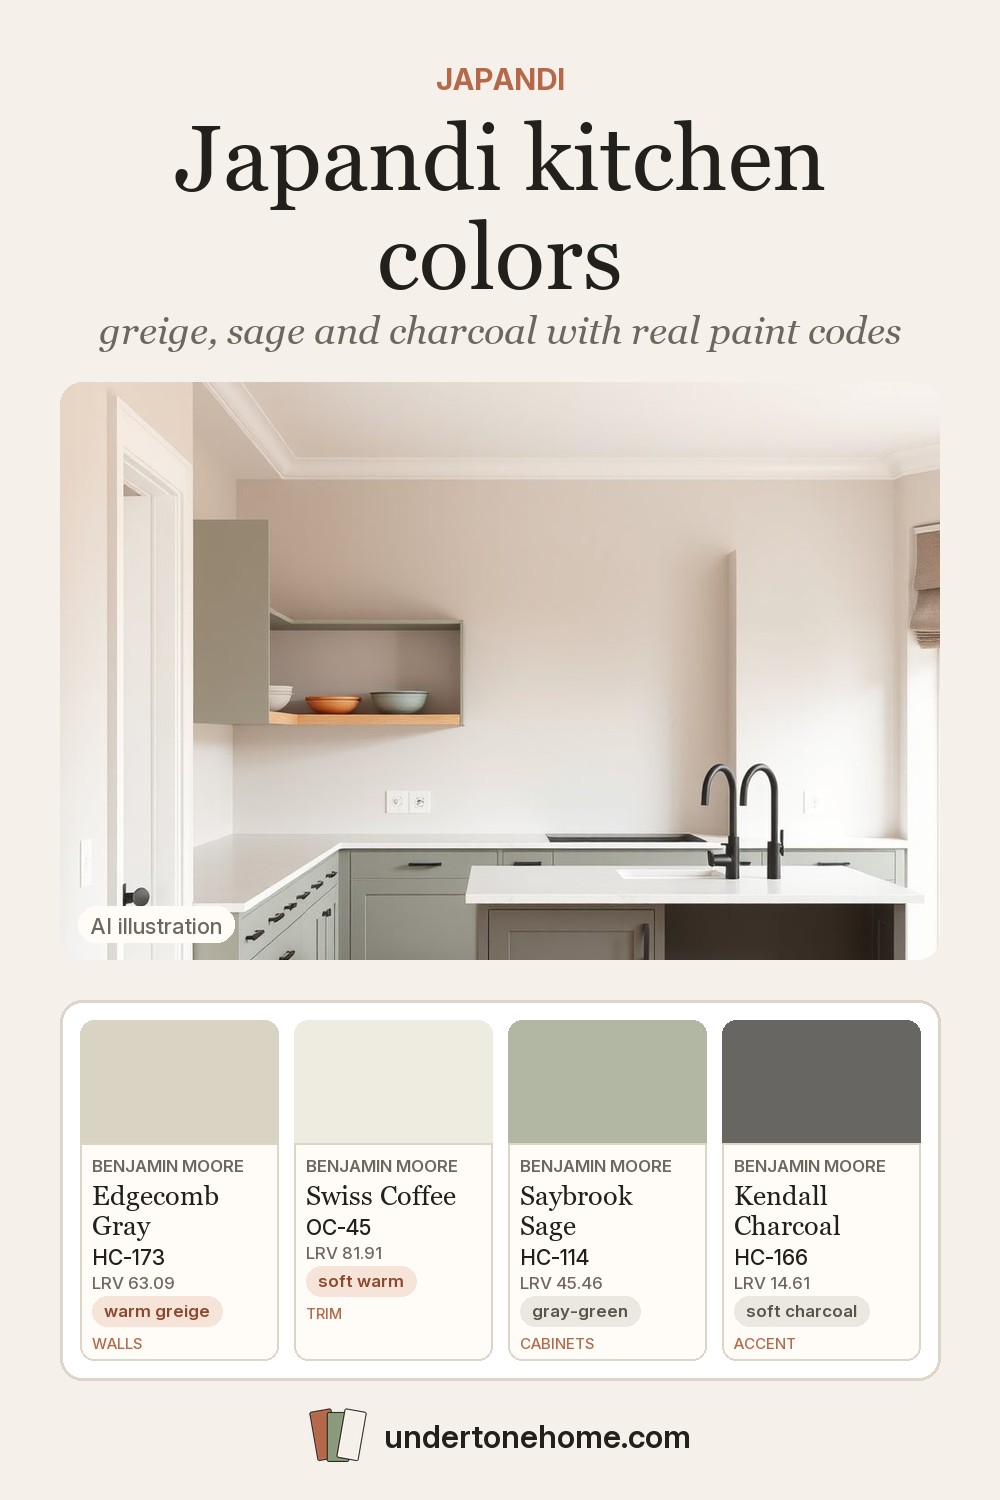 JAPANDI
Japandi kitchen
colors
greige, sage and charcoal with real paint codes
AI illustration
BENJAMIN MOORE
Edgecomb
Gray
HC-173
LRV 63.09
warm greige
WALLS
BENJAMIN MOORE
Swiss Coffee
OC-45
LRV 81.91
soft warm
TRIM
BENJAMIN MOORE
Saybrook
Sage
HC-114
LRV 45.46
gray-green
CABINETS
BENJAMIN MOORE
Kendall
Charcoal
HC-166
LRV 14.61
soft charcoal
ACCENT
undertonehome.com